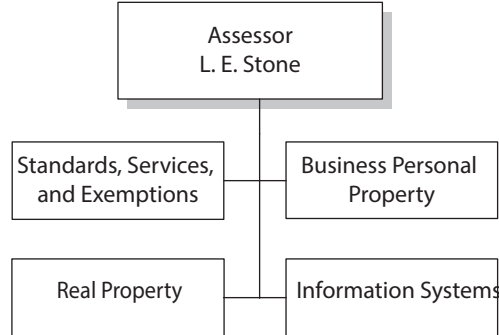 Assessor
L. E. Stone
Standards, Services,
and Exemptions
Business Personal
Property
Real Property
Information Systems